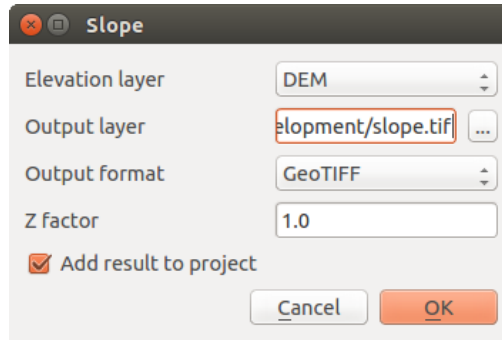 Slope
Elevation layer DEM
Output layer elopment/slope.tif ...
Output format GeoTIFF
Z factor 1.0
Add result to project
Cancel OK